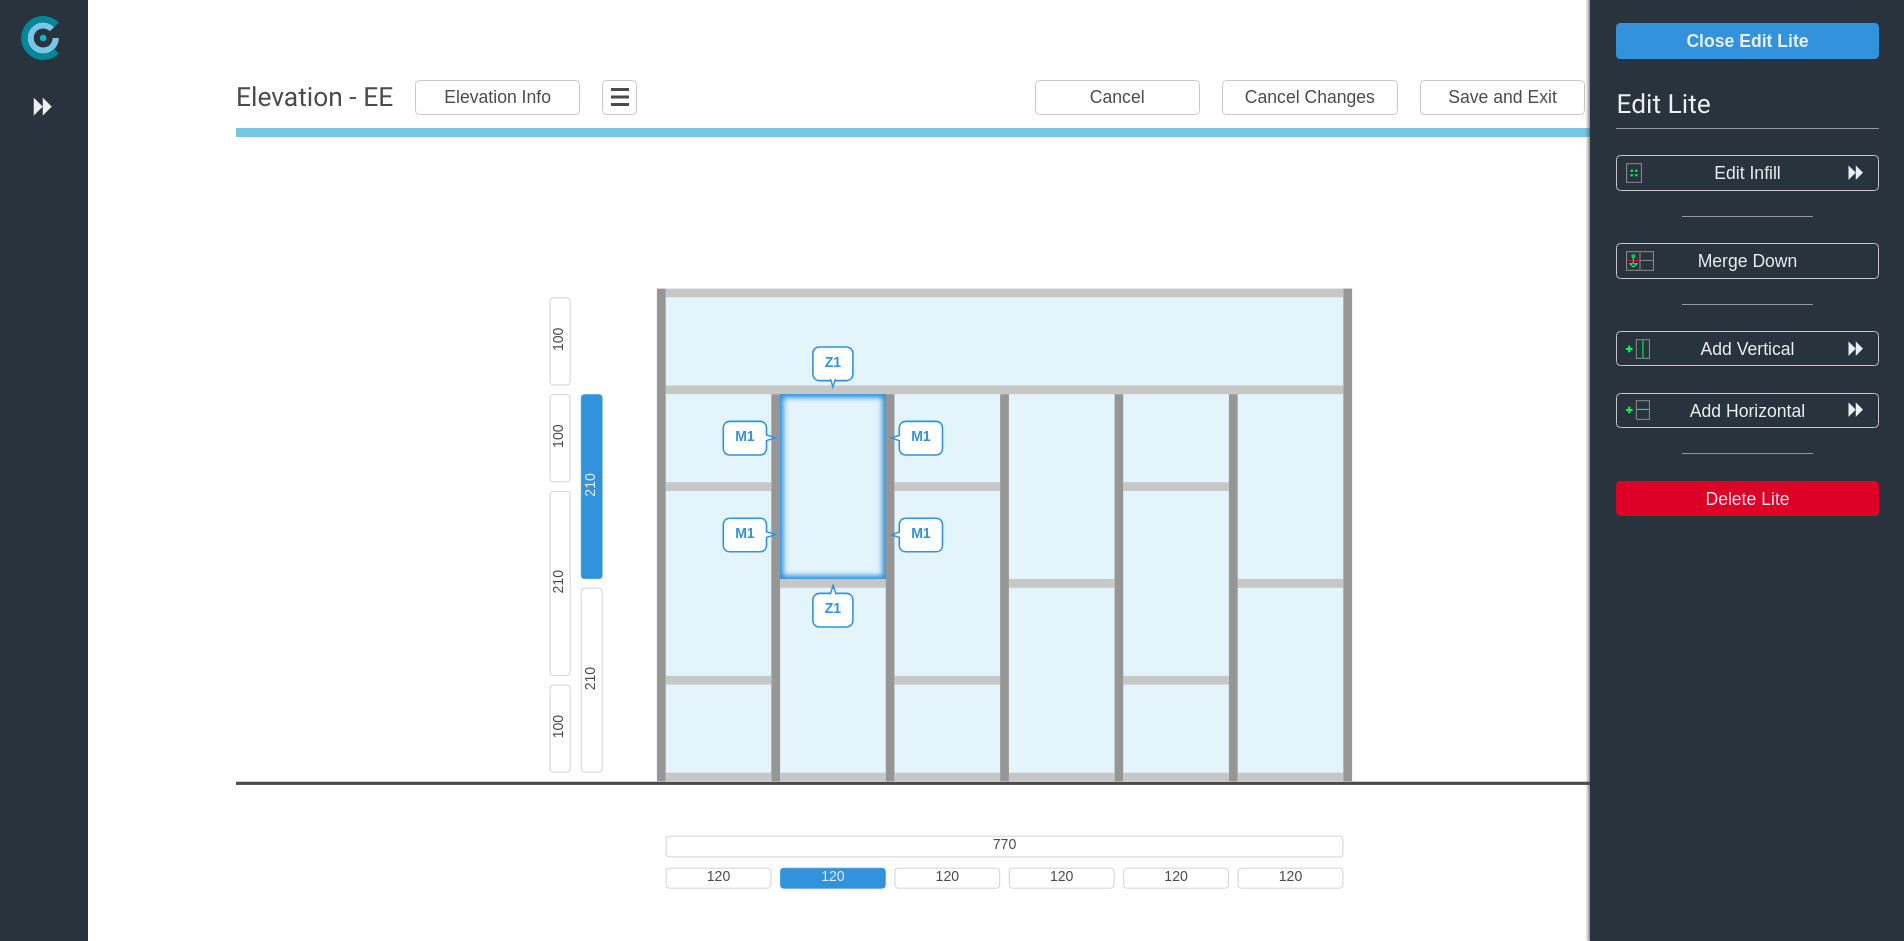 Elevation - EE
Elevation Info
Cancel
Cancel Changes
Save and Exit
Close Edit Lite
Edit Lite
Edit Infill
Merge Down
Add Vertical
Add Horizontal
Delete Lite
100
100
210
100
210
210
Z1
M1
M1
M1
M1
Z1
770
120
120
120
120
120
120